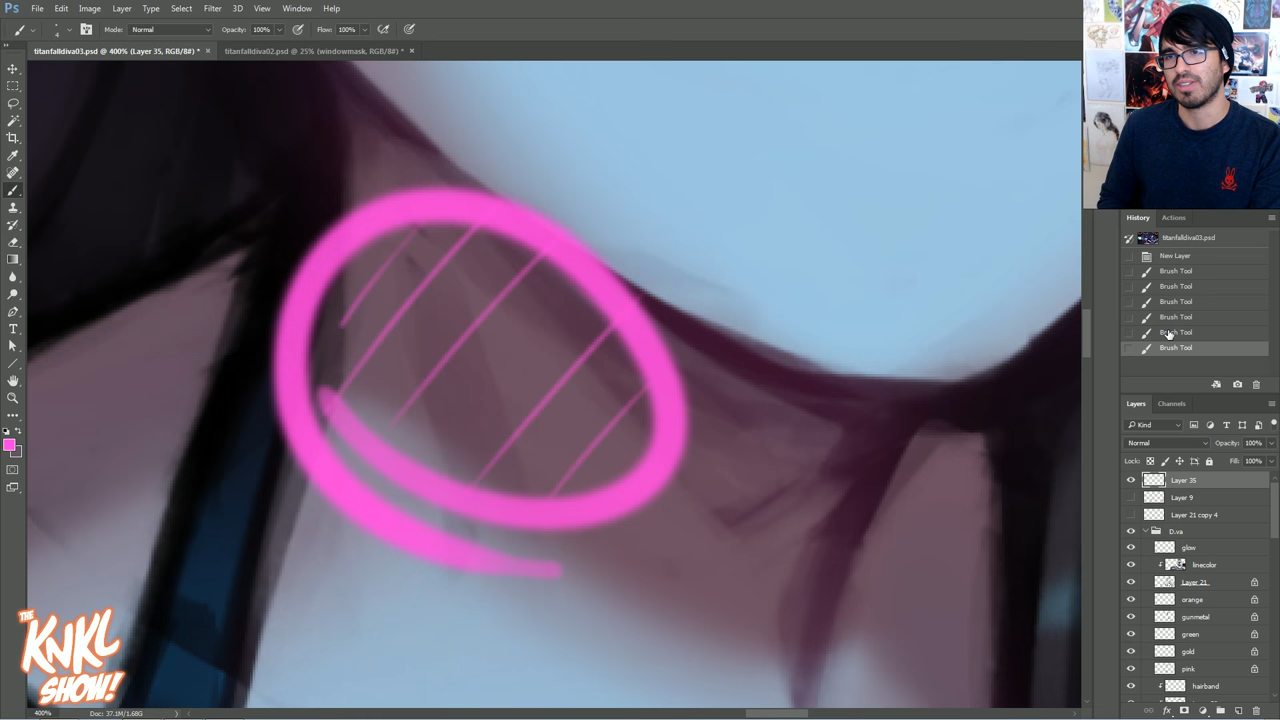 Ps File Edit Image Layer Type Select Filter 3D View Window Help
4 Mode: Normal Opacity: 100% Flow: 100%
titanfalldiva03.psd @ 400% (Layer 35, RGB/8#) * × titanfalldiva02.psd @ 25% (windowmask, RGB/8#) * ×
History Actions
titanfalldiva03.psd
New Layer
Brush Tool
Brush Tool
Brush Tool
Brush Tool
Brush Tool
Brush Tool
Layers Channels
Kind
Normal Opacity: 100%
Lock: Fill: 100%
Layer 35
Layer 9
Layer 21 copy 4
D.va
glow
linecolor
Layer 21
orange
gunmetal
green
gold
pink
hairband
THE
KNKL
SHOW!
400% Doc: 37.1M/1.68G